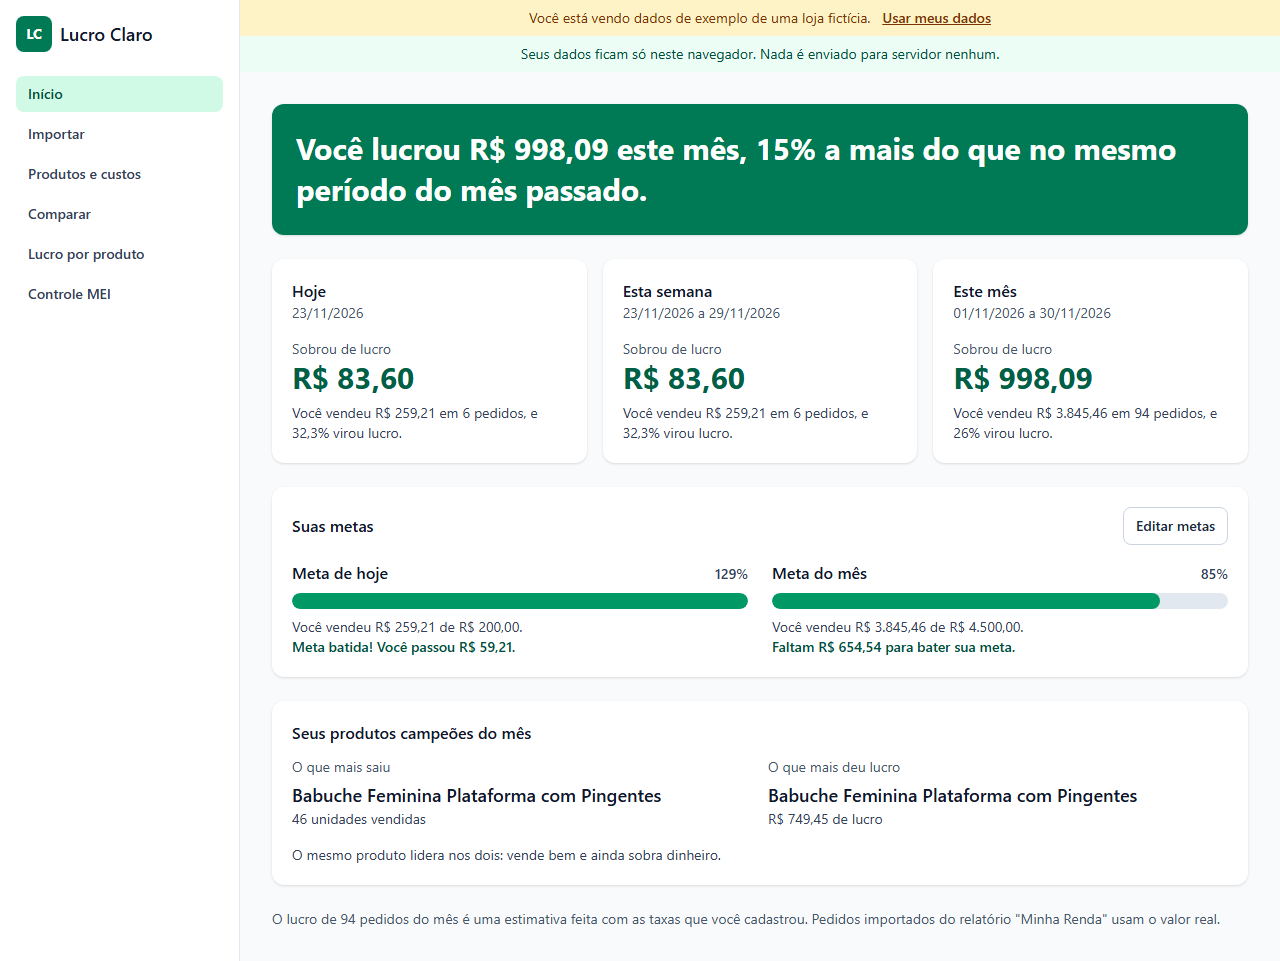 LC
Lucro Claro
Início
Importar
Produtos e custos
Comparar
Lucro por produto
Controle MEI
Você está vendo dados de exemplo de uma loja fictícia. Usar meus dados
Seus dados ficam só neste navegador. Nada é enviado para servidor nenhum.
Você lucrou R$ 998,09 este mês, 15% a mais do que no mesmo
período do mês passado.
Hoje
23/11/2026
Sobrou de lucro
R$ 83,60
Você vendeu R$ 259,21 em 6 pedidos, e
32,3% virou lucro.
Esta semana
23/11/2026 a 29/11/2026
Sobrou de lucro
R$ 83,60
Você vendeu R$ 259,21 em 6 pedidos, e
32,3% virou lucro.
Este mês
01/11/2026 a 30/11/2026
Sobrou de lucro
R$ 998,09
Você vendeu R$ 3.845,46 em 94 pedidos, e
26% virou lucro.
Suas metas
Editar metas
Meta de hoje
129%
Você vendeu R$ 259,21 de R$ 200,00.
Meta batida! Você passou R$ 59,21.
Meta do mês
85%
Você vendeu R$ 3.845,46 de R$ 4.500,00.
Faltam R$ 654,54 para bater sua meta.
Seus produtos campeões do mês
O que mais saiu
Babuche Feminina Plataforma com Pingentes
46 unidades vendidas
O que mais deu lucro
Babuche Feminina Plataforma com Pingentes
R$ 749,45 de lucro
O mesmo produto lidera nos dois: vende bem e ainda sobra dinheiro.
O lucro de 94 pedidos do mês é uma estimativa feita com as taxas que você cadastrou. Pedidos importados do relatório "Minha Renda" usam o valor real.